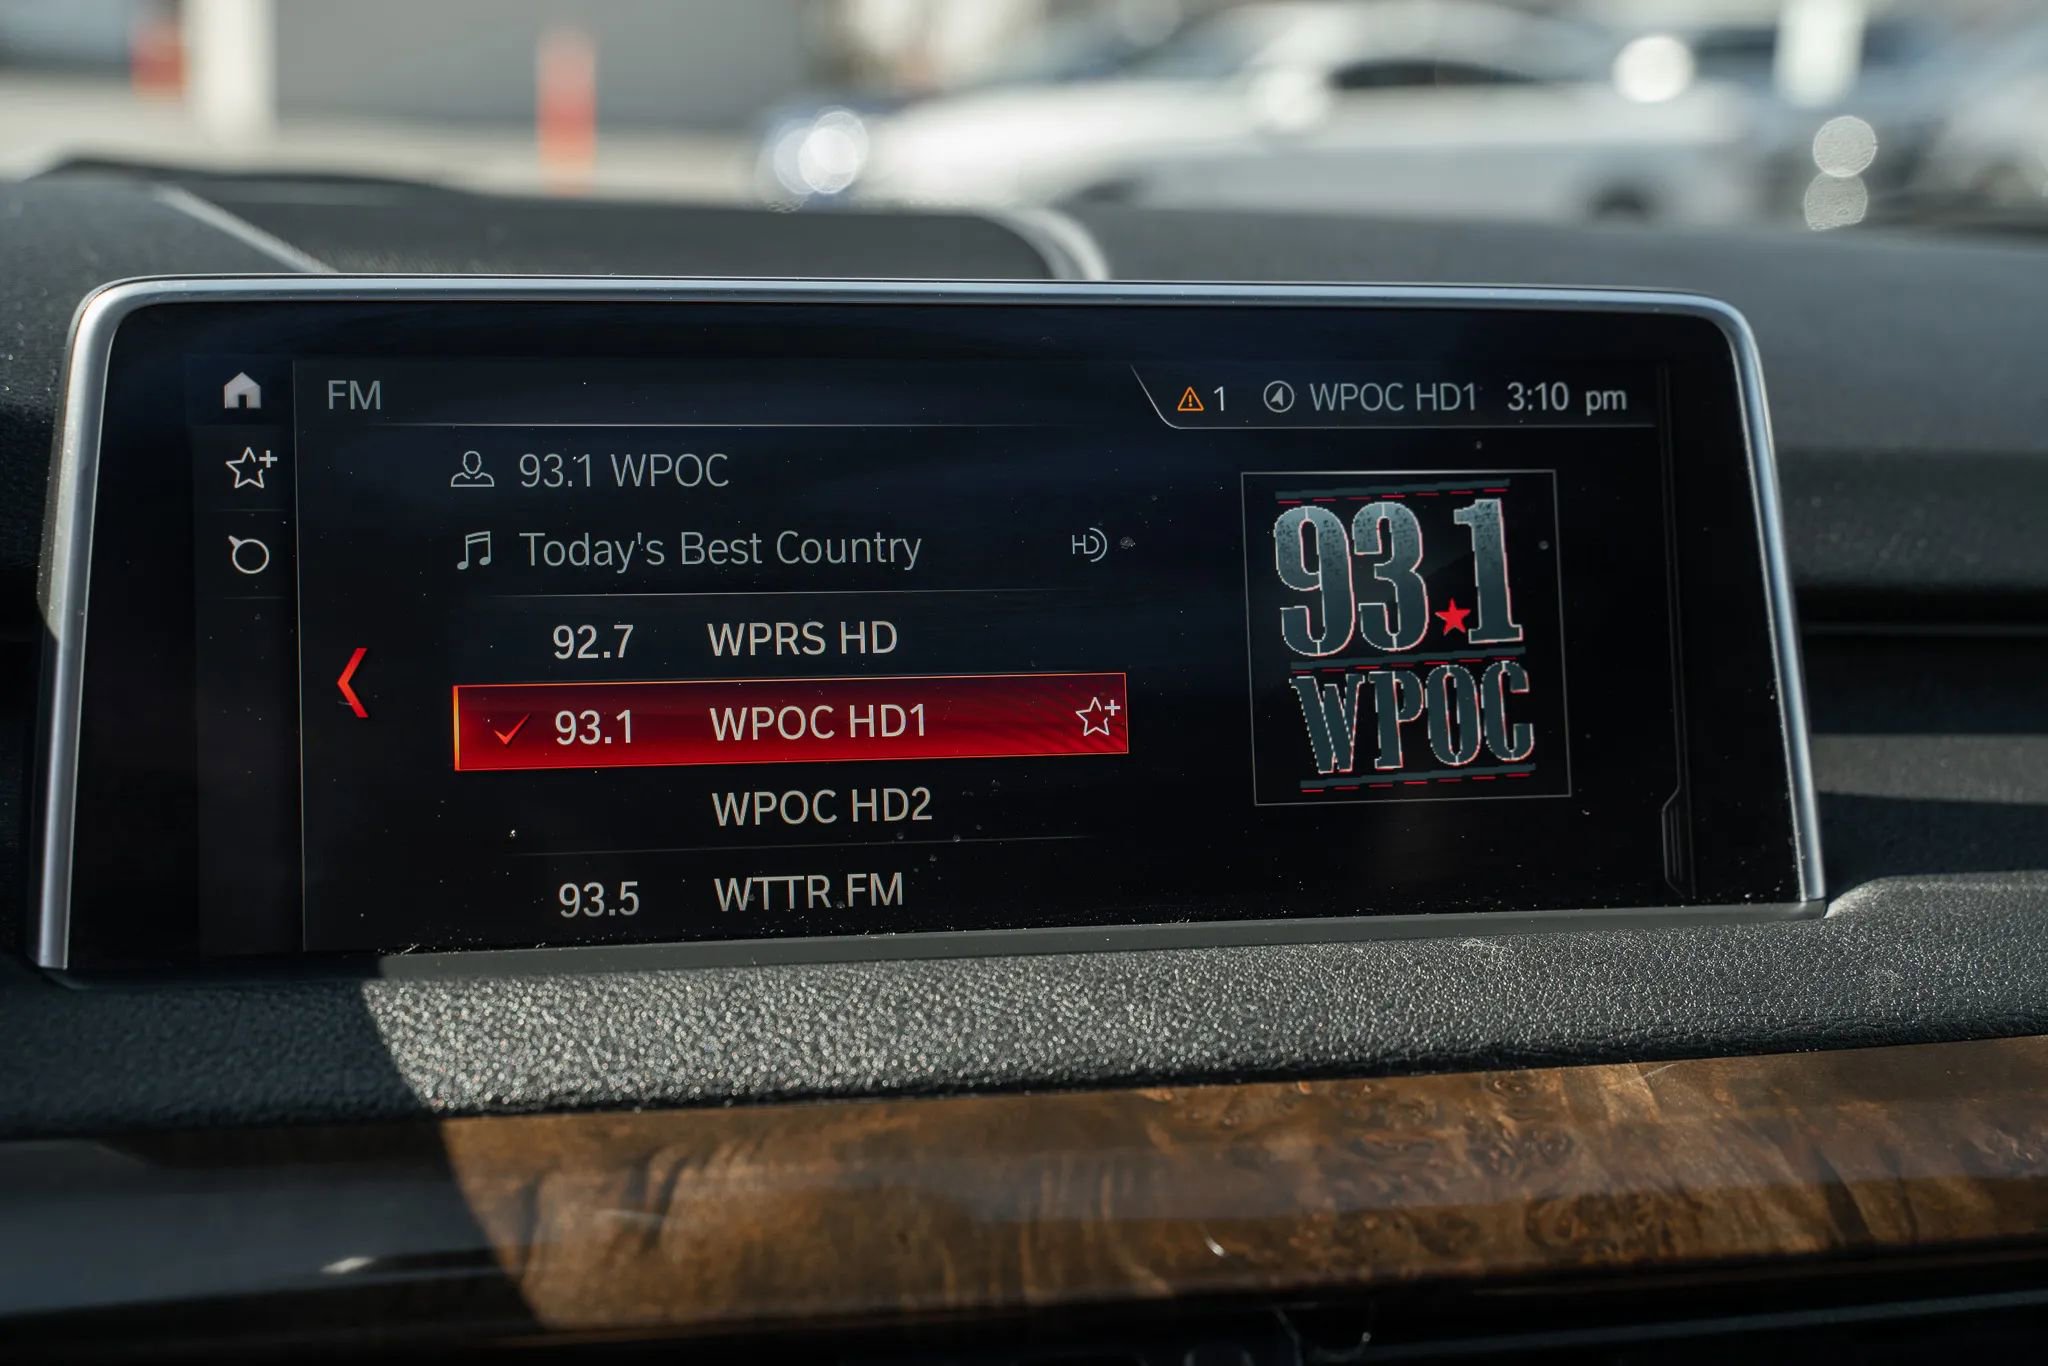 FM
1 WPOC HD1 3:10 pm
93.1 WPOC
Today's Best Country HD
92.7 WPRS HD
93.1 WPOC HD1
WPOC HD2
93.5 WTTR.FM
93.1
WPOC